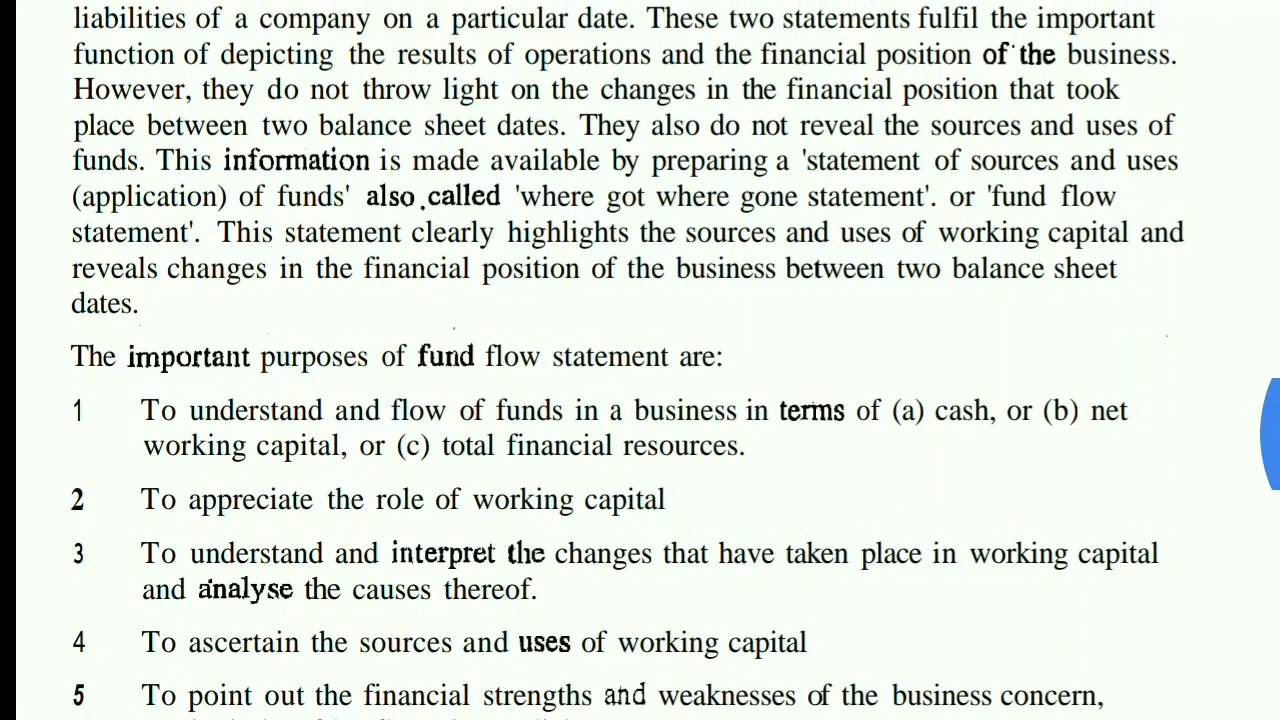 liabilities of a company on a particular date. These two statements fulfil the important
function of depicting the results of operations and the financial position of the business.
However, they do not throw light on the changes in the financial position that took
place between two balance sheet dates. They also do not reveal the sources and uses of
funds. This information is made available by preparing a 'statement of sources and uses
(application) of funds' also called 'where got where gone statement'. or 'fund flow
statement'. This statement clearly highlights the sources and uses of working capital and
reveals changes in the financial position of the business between two balance sheet
dates.
The important purposes of fund flow statement are:
1 To understand and flow of funds in a business in terms of (a) cash, or (b) net
working capital, or (c) total financial resources.
2 To appreciate the role of working capital
3 To understand and interpret the changes that have taken place in working capital
and analyse the causes thereof.
4 To ascertain the sources and uses of working capital
5 To point out the financial strengths and weaknesses of the business concern,